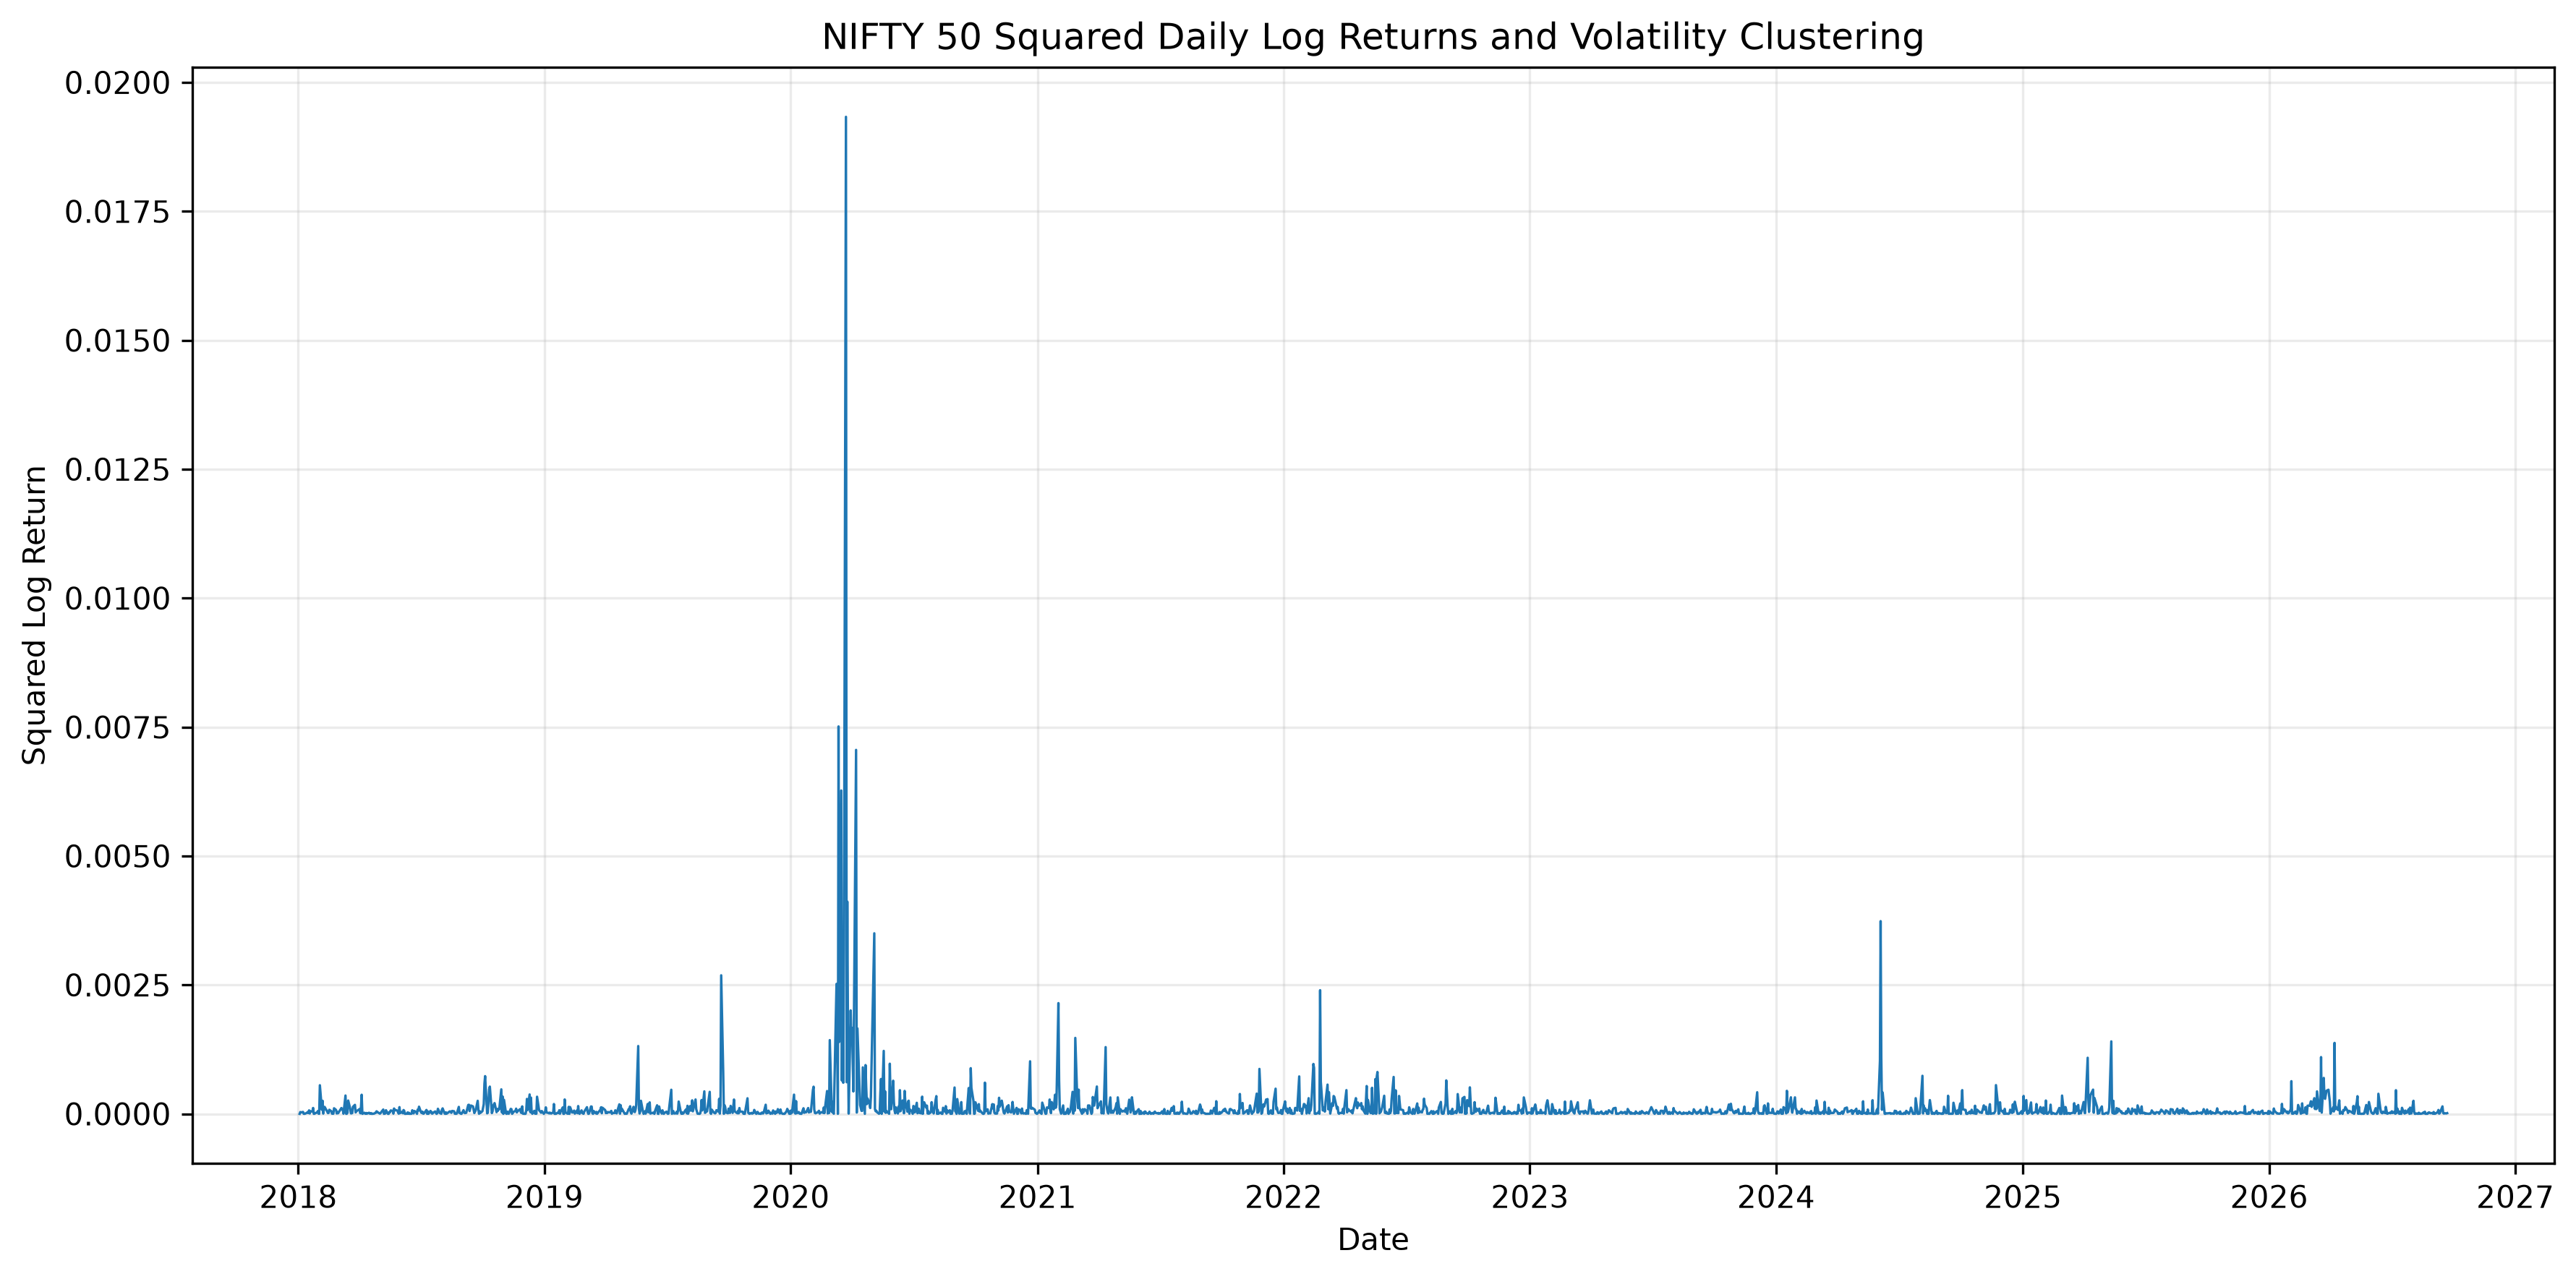 NIFTY 50 Squared Daily Log Returns and Volatility Clustering
0.0200
0.0175
0.0150
0.0125
0.0100
0.0075
0.0050
0.0025
0.0000
Squared Log Return
2018 2019 2020 2021 2022 2023 2024 2025 2026 2027
Date